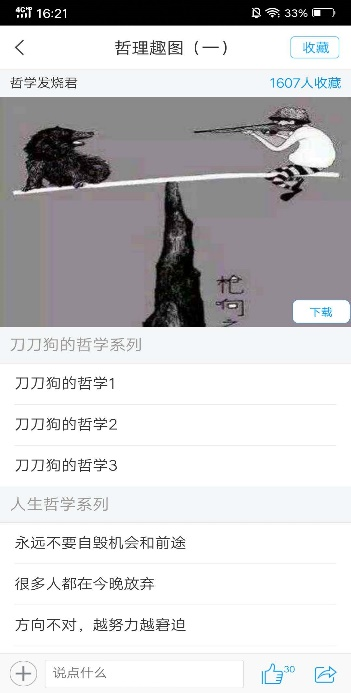 4G 16:21 33%
哲理趣图（一） 收藏
哲学发烧君 1607人收藏
枪
下载
刀刀狗的哲学系列
刀刀狗的哲学1
刀刀狗的哲学2
刀刀狗的哲学3
人生哲学系列
永远不要自毁机会和前途
很多人都在今晚放弃
方向不对，越努力越窘迫
说点什么 30